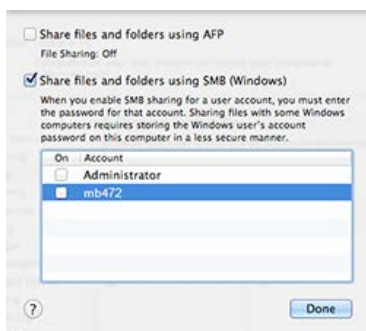 Share files and folders using AFP
File Sharing: Off
Share files and folders using SMB (Windows)
When you enable SMB sharing for a user account, you must enter
the password for that account. Sharing files with some Windows
computers requires storing the Windows user's account
password on this computer in a less secure manner.
On Account
Administrator
mb472
? Done